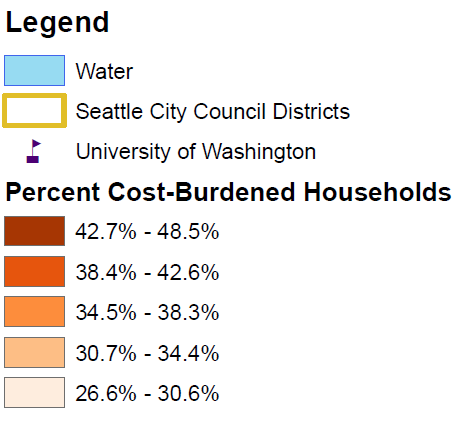 Legend
Water
Seattle City Council Districts
University of Washington
Percent Cost-Burdened Households
42.7% - 48.5%
38.4% - 42.6%
34.5% - 38.3%
30.7% - 34.4%
26.6% - 30.6%